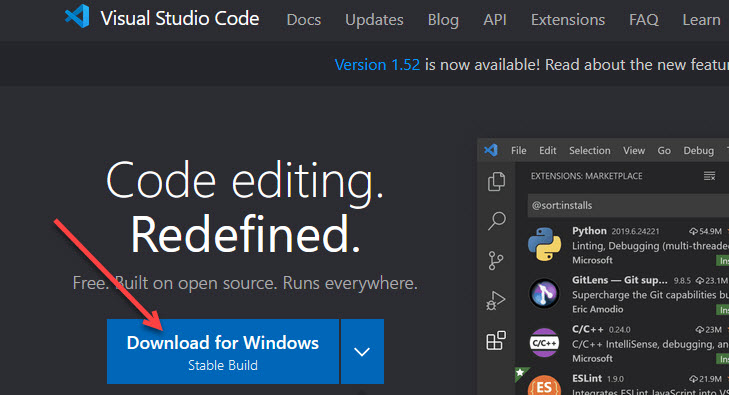 Visual Studio Code Docs Updates Blog API Extensions FAQ Learn
Version 1.52 is now available! Read about the new featu
Code editing.
Redefined.
Free. Built on open source. Runs everywhere.
Download for Windows
Stable Build
File Edit Selection View Go Debug
EXTENSIONS: MARKETPLACE
@sort:installs
Python 2019.6.24221 54.9M
Linting, Debugging (multi-threade
Microsoft
GitLens — Git sup... 9.8.5 23.1M
Supercharge the Git capabilities bu
Eric Amodio
C/C++ 0.24.0 23M
C/C++ IntelliSense, debugging, an
Microsoft
ESLint 1.9.0 21.9M
Integrates ESLint JavaScript into VS